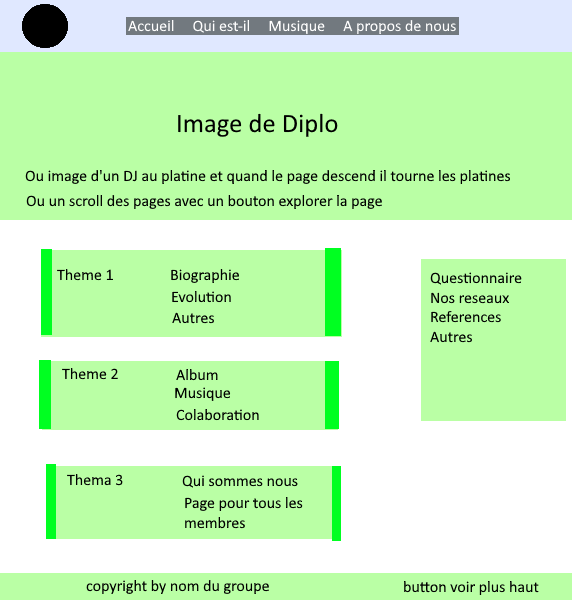 Accueil Qui est-il Musique A propos de nous
Image de Diplo
Ou image d'un DJ au platine et quand le page descend il tourne les platines
Ou un scroll des pages avec un bouton explorer la page
Theme 1 Biographie
Evolution
Autres
Theme 2 Album
Musique
Colaboration
Thema 3 Qui sommes nous
Page pour tous les
membres
Questionnaire
Nos reseaux
References
Autres
copyright by nom du groupe button voir plus haut